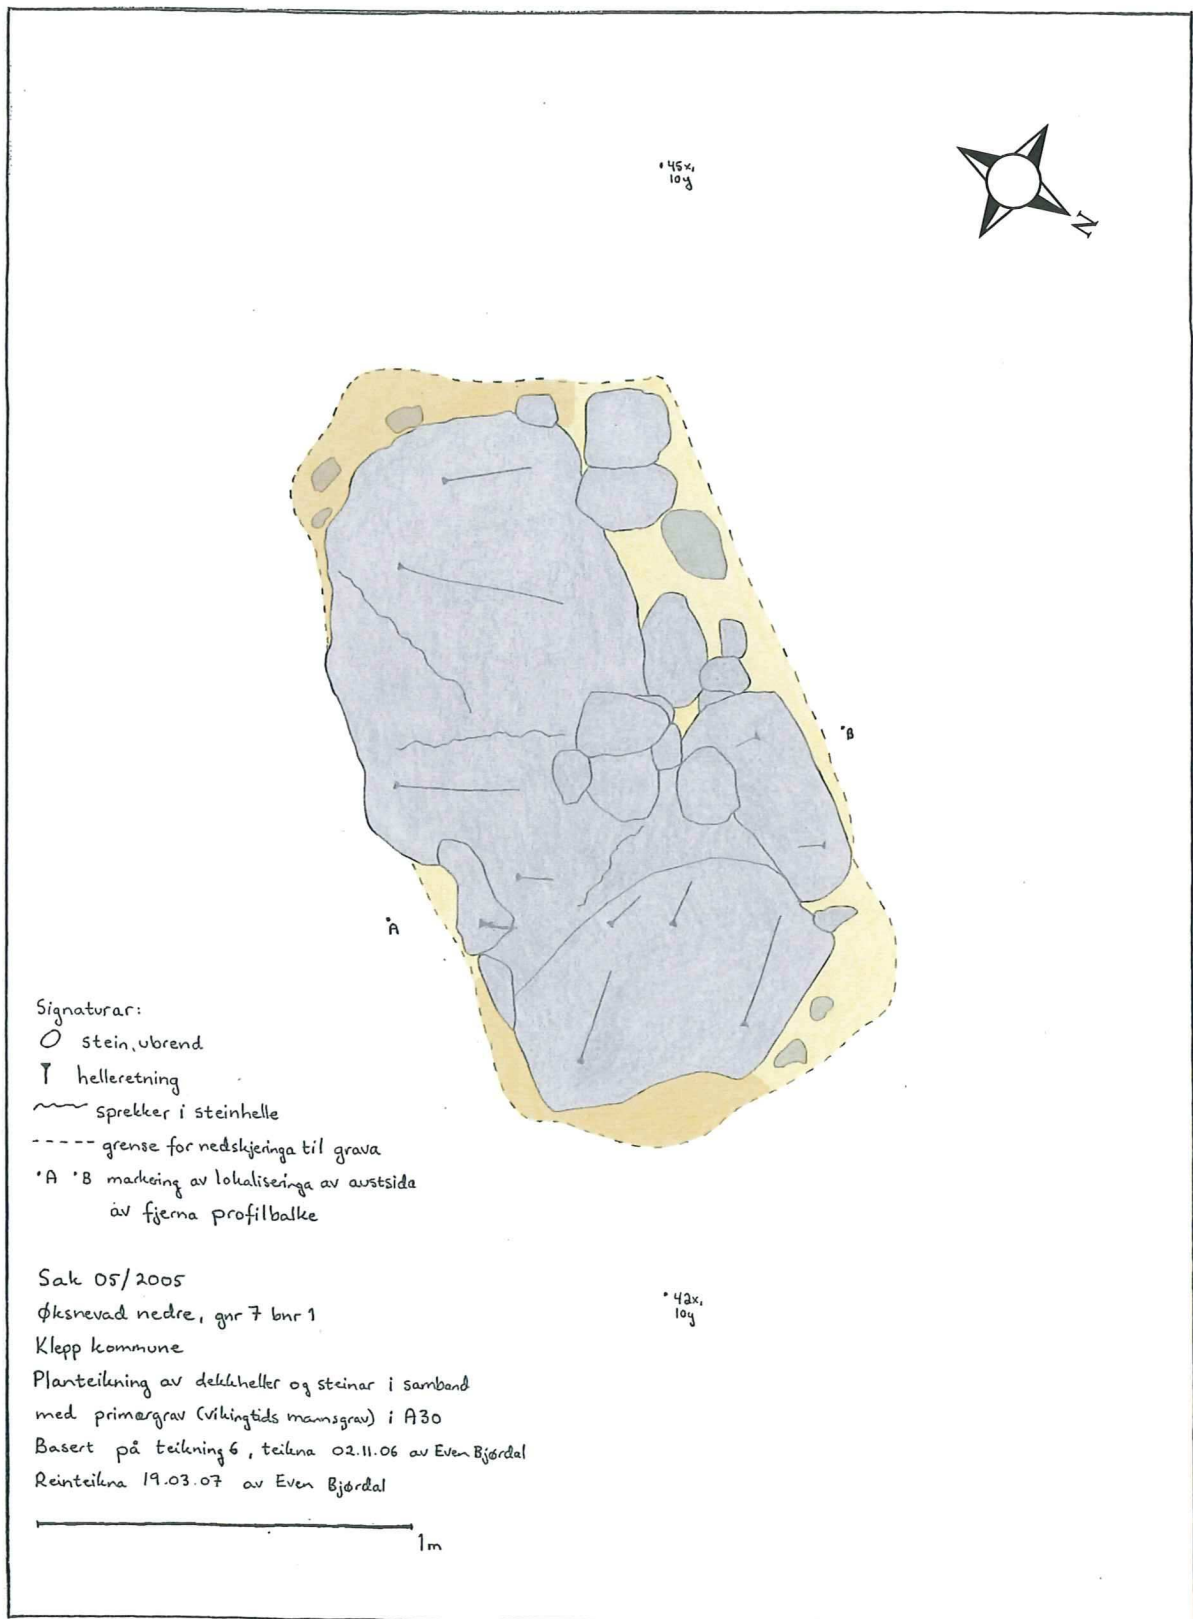 45x,
10y
N
B
A
Signaturar:
stein, ubrend
helleretning
sprekker i steinhelle
grense for nedskjeringa til grava
A B markering av lokaliseringa av austsida
av fjerna profilbalke
Sak 05/2005
Øksnevad nedre, gnr 7 bnr 1
42x,
10y
Klepp kommune
Planteikning av dekkheller og steinar i samband
med primærgrav (vikingtids mannsgrav) i A30
Basert på teikning 6, teikna 02.11.06 av Even Bjørdal
Reinteikna 19.03.07 av Even Bjørdal
1m